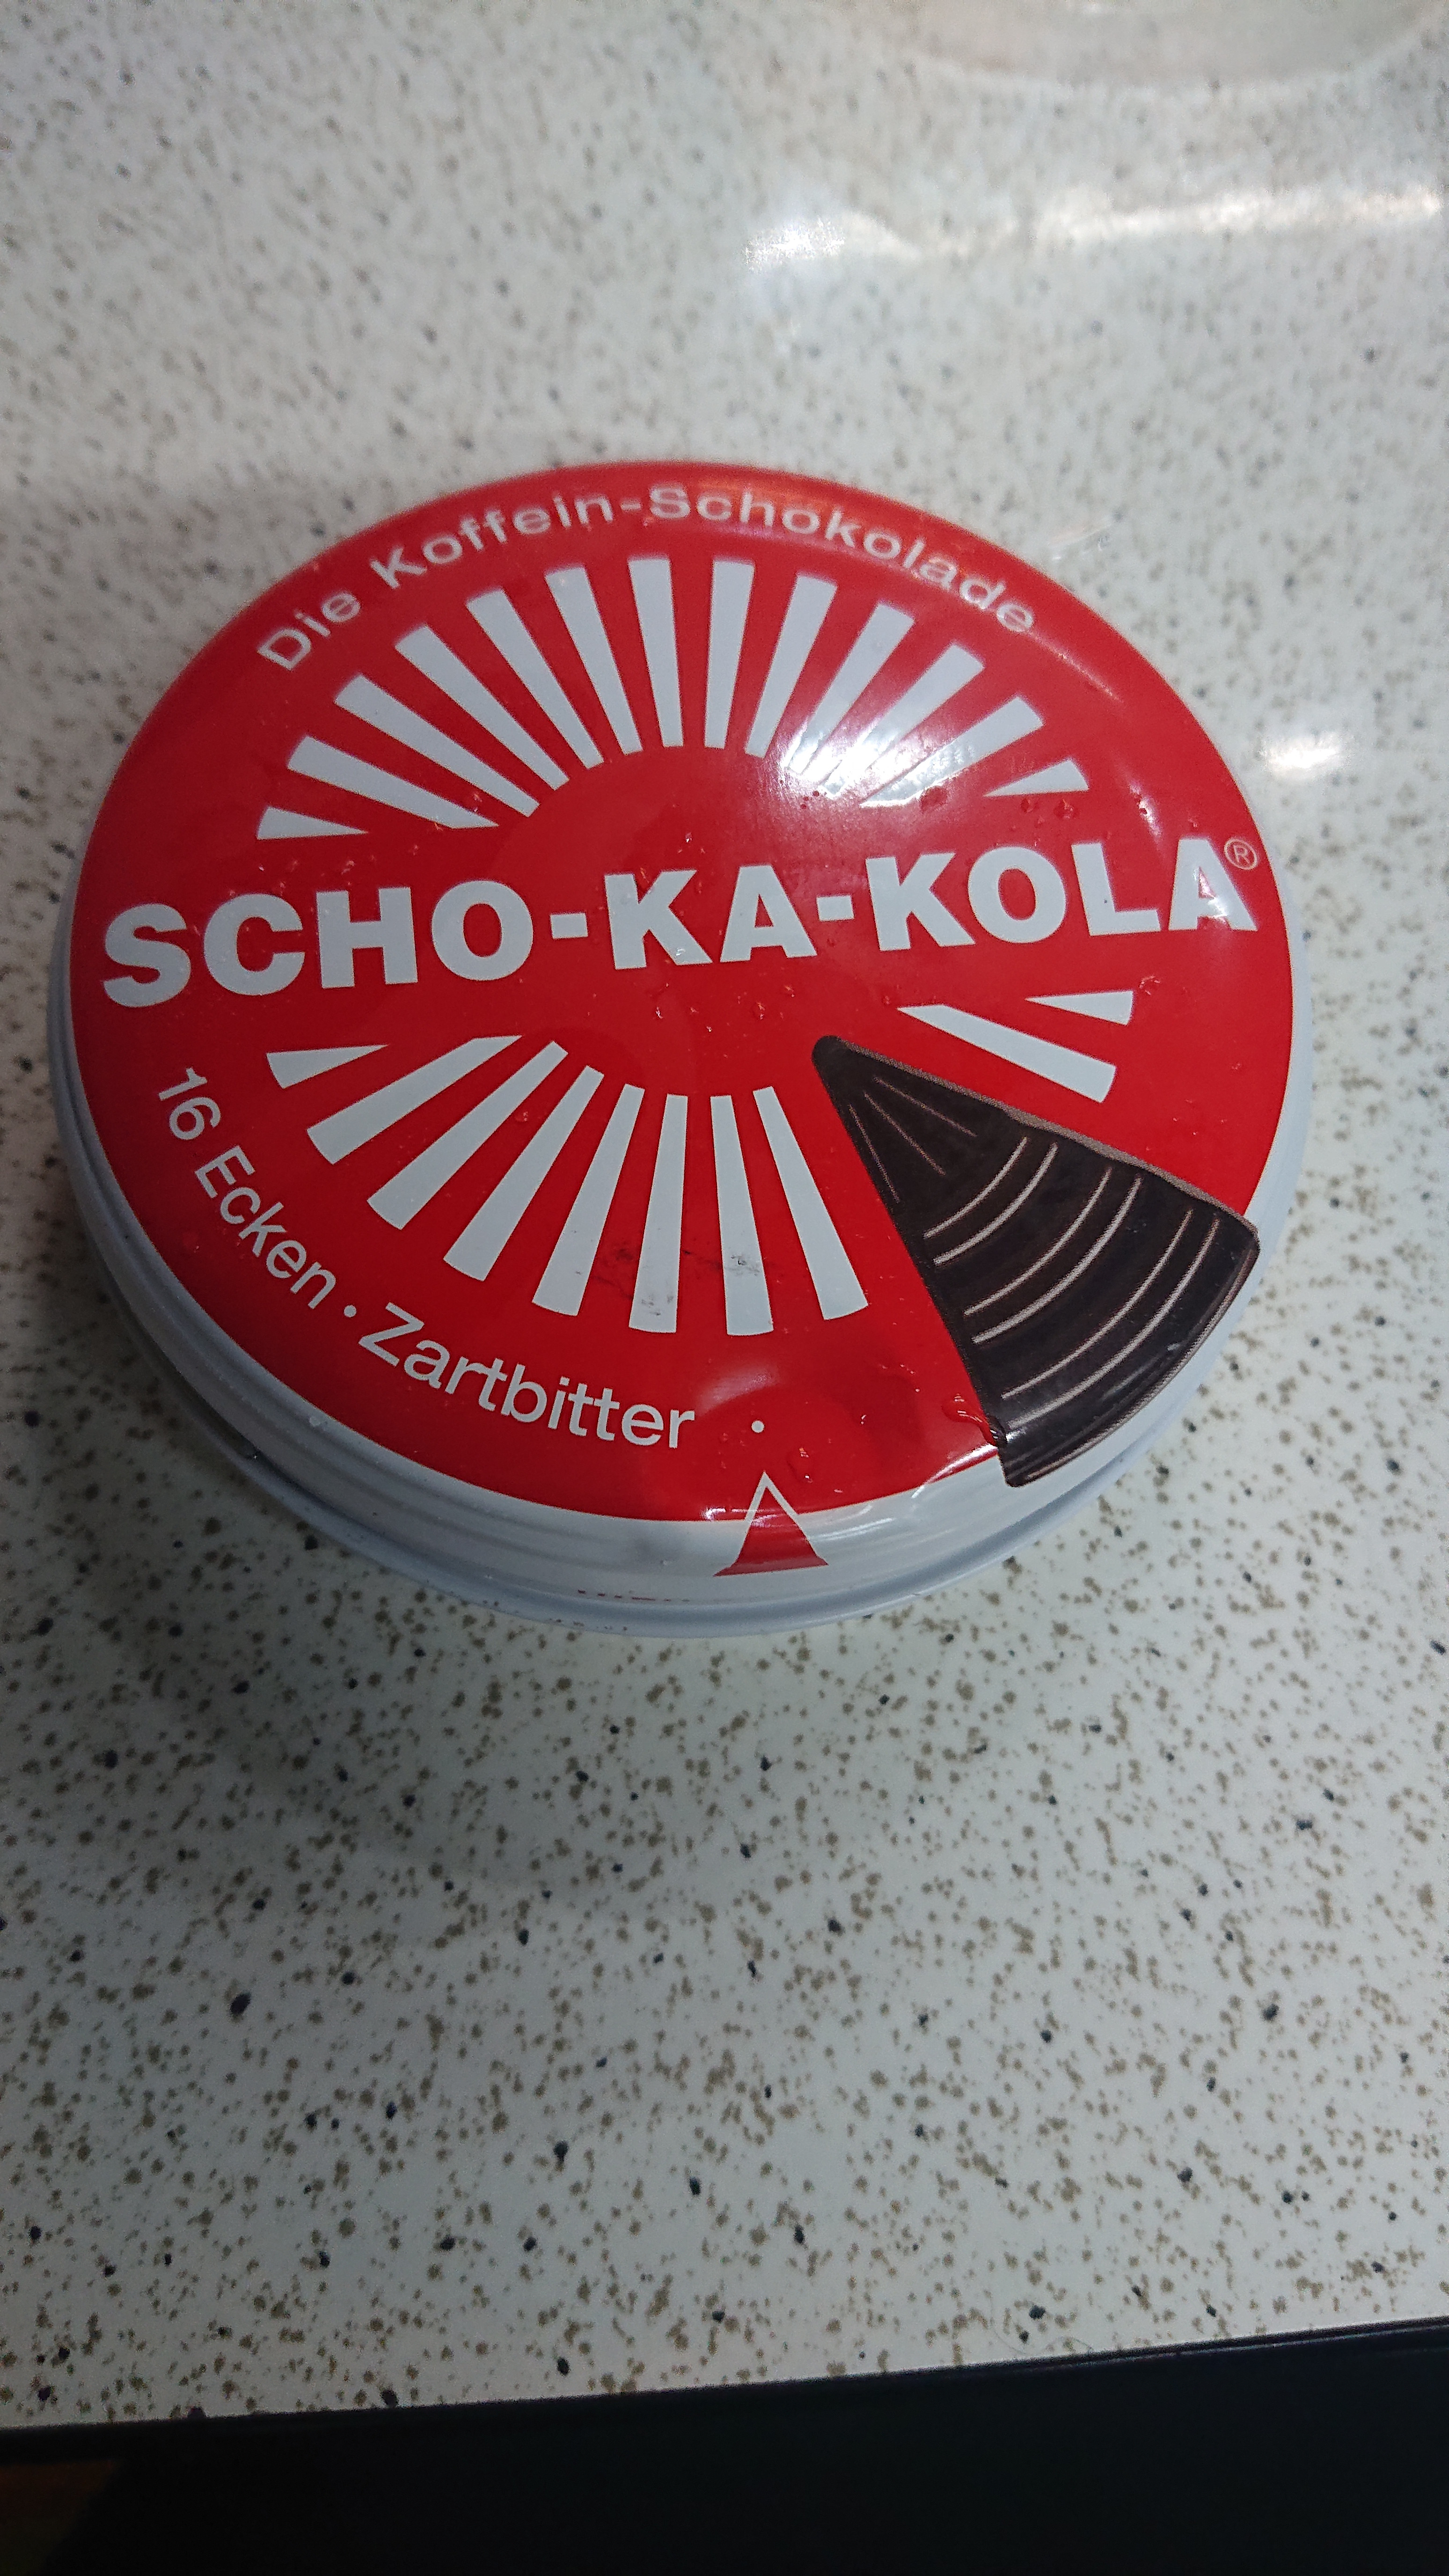 Die Koffein-Schokolade
SCHO-KA-KOLA®
16 Ecken • Zartbitter •